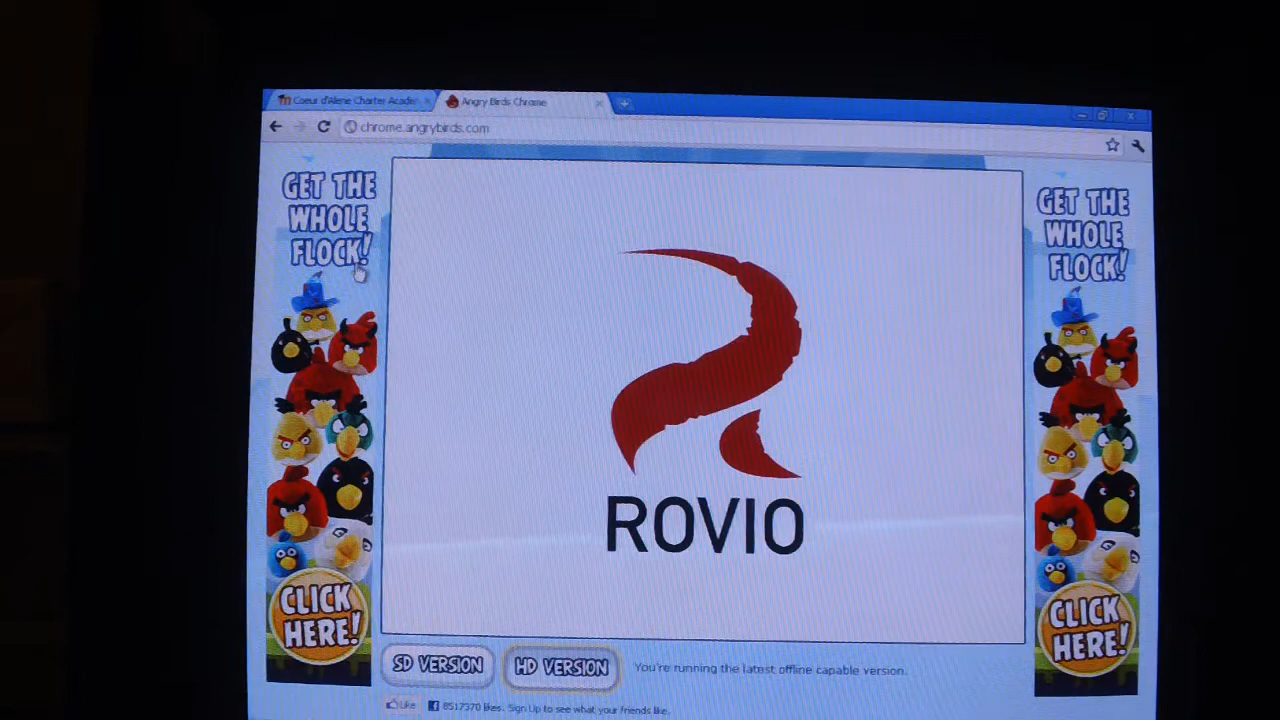 Coeur d'Alene Charter Acader
Angry Birds Chrome
chrome.angrybirds.com
GET THE
WHOLE
FLOCK!
CLICK
HERE!
ROVIO
GET THE
WHOLE
FLOCK!
CLICK
HERE!
SD VERSION
HD VERSION
You're running the latest offline capable version.
Like
8517370 likes. Sign Up to see what your friends like.